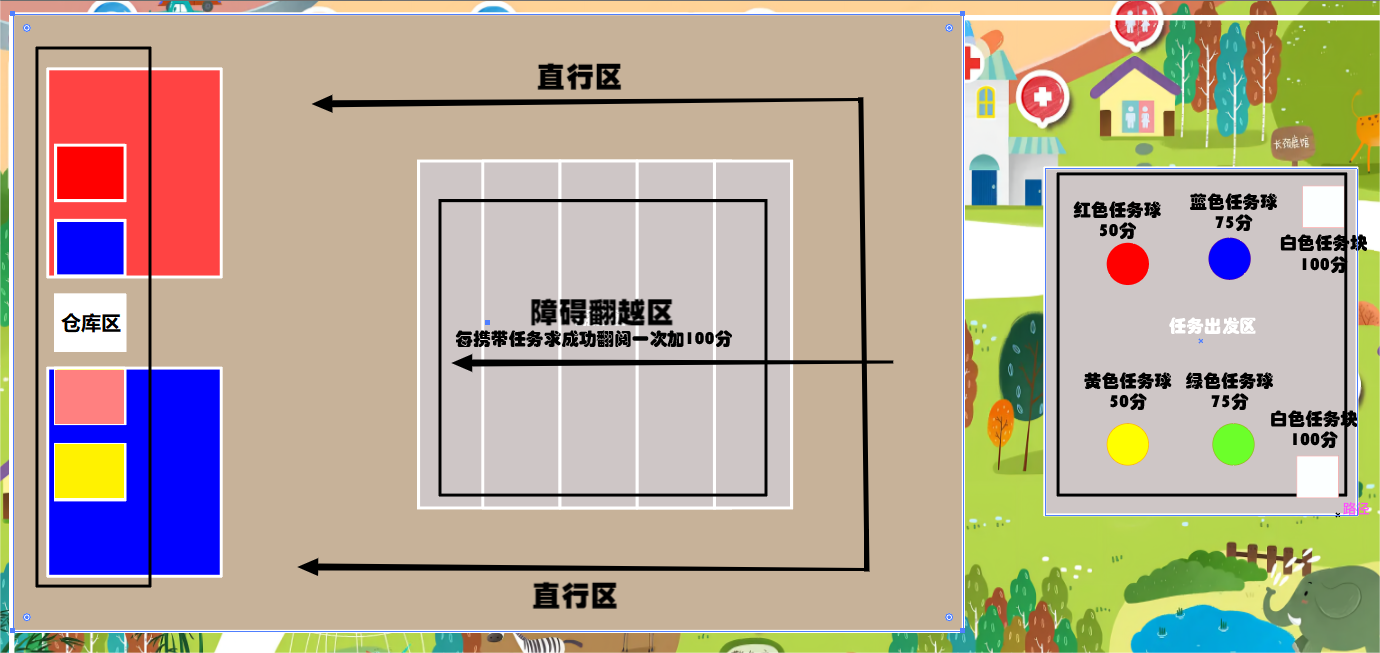 直行区
长颈鹿馆
红色任务球
50分
蓝色任务球
75分
白色任务块
100分
仓库区
障碍翻越区
每携带任务求成功翻阅一次加100分
任务出发区
黄色任务球
50分
绿色任务球
75分
白色任务块
100分
路径
直行区